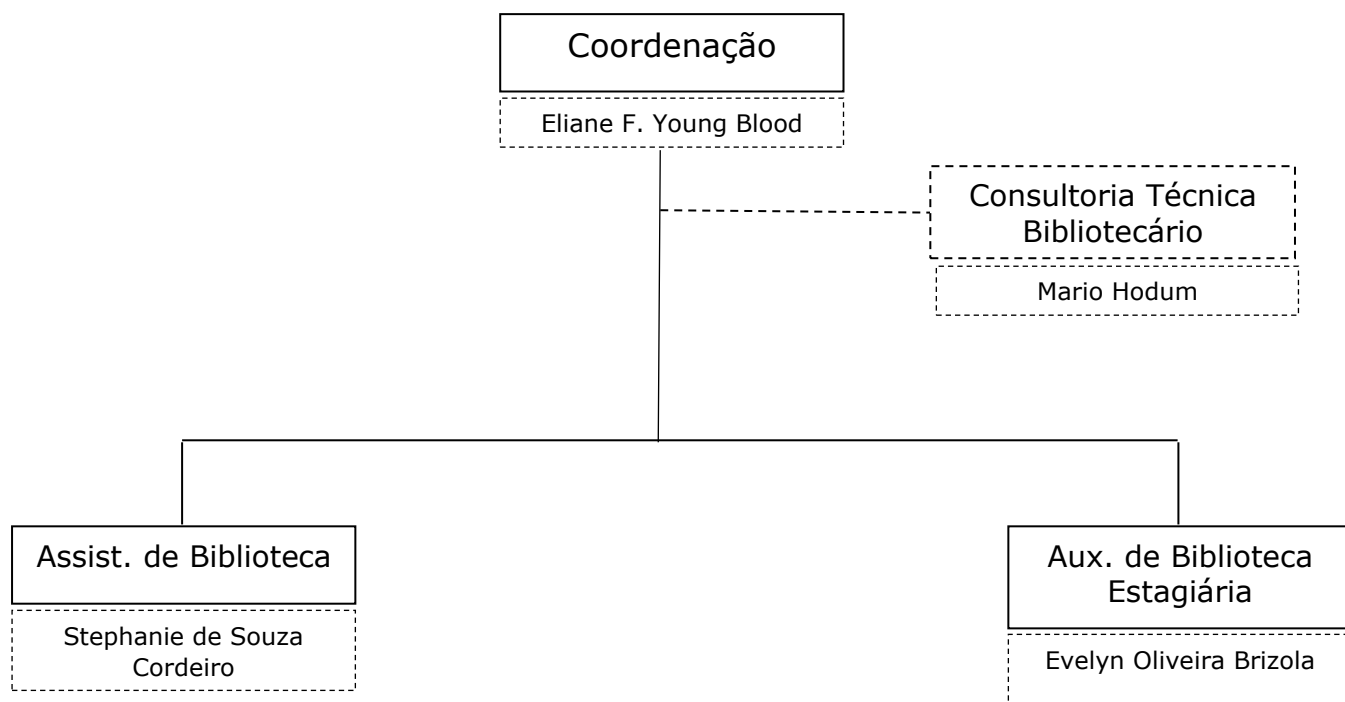 Coordenação
Eliane F. Young Blood
Consultoria Técnica
Bibliotecário
Mario Hodum
Assist. de Biblioteca
Stephanie de Souza
Cordeiro
Aux. de Biblioteca
Estagiária
Evelyn Oliveira Brizola